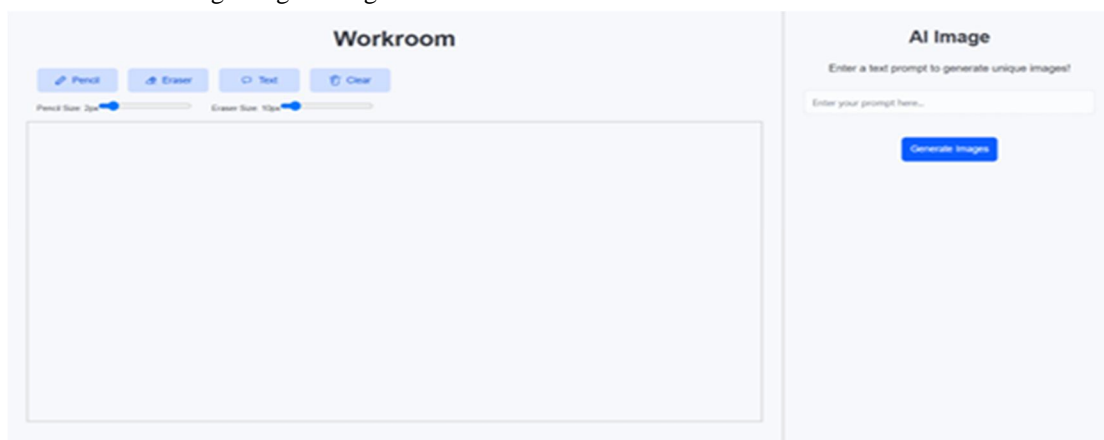 Workroom
Pencil Eraser Text Clear
Pencil Size: 2px Eraser Size: 10px
AI Image
Enter a text prompt to generate unique images!
Enter your prompt here...
Generate Images